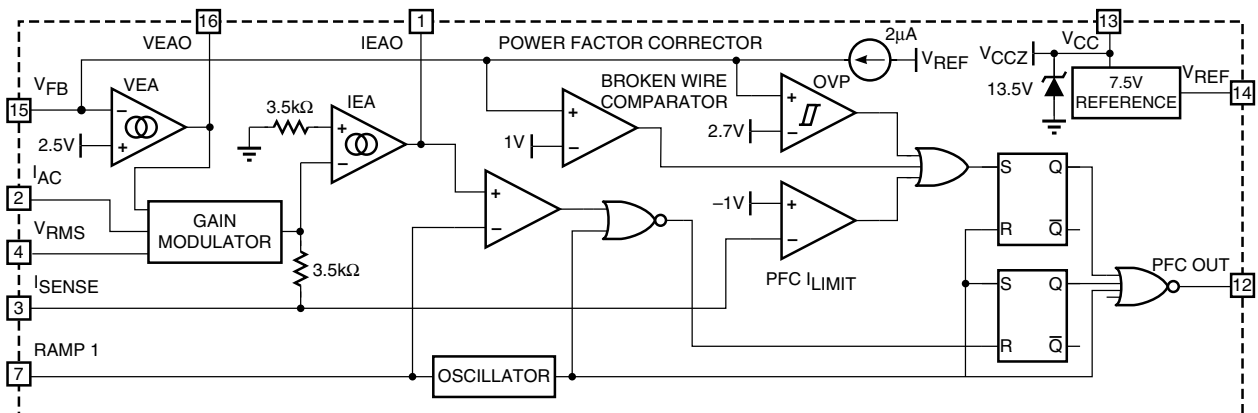 16
1
13
VEAO
IEAO
POWER FACTOR CORRECTOR
2μA
VCCZ
VCC
VREF
VREF
VFB
VEA
15
−
+
2.5V
3.5kΩ
IEA
+
−
BROKEN WIRE
COMPARATOR
OVP
13.5V
7.5V
REFERENCE
14
+
−
1V
+
−
2.7V
IAC
2
VRMS
4
GAIN
MODULATOR
3.5kΩ
+
−
−1V
+
−
PFC ILIMIT
S
Q
R
Q
ISENSE
3
S
Q
R
Q
PFC OUT
12
RAMP 1
7
OSCILLATOR